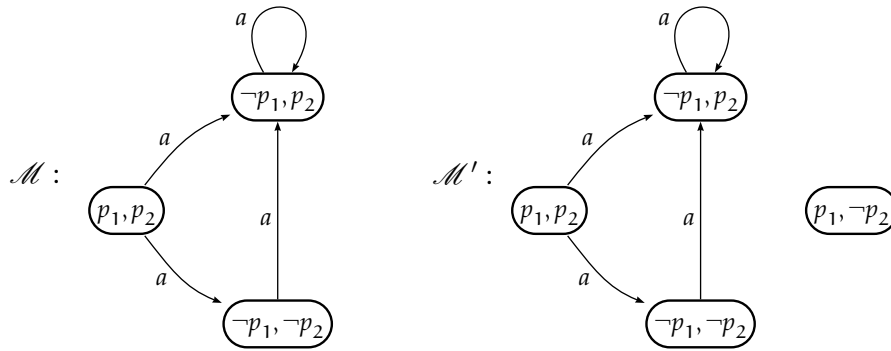 a a
¬p₁, p₂ ¬p₁, p₂
a a
ℳ : ℳ' :
p₁, p₂ a p₁, p₂ a p₁, ¬p₂
a a
¬p₁, ¬p₂ ¬p₁, ¬p₂